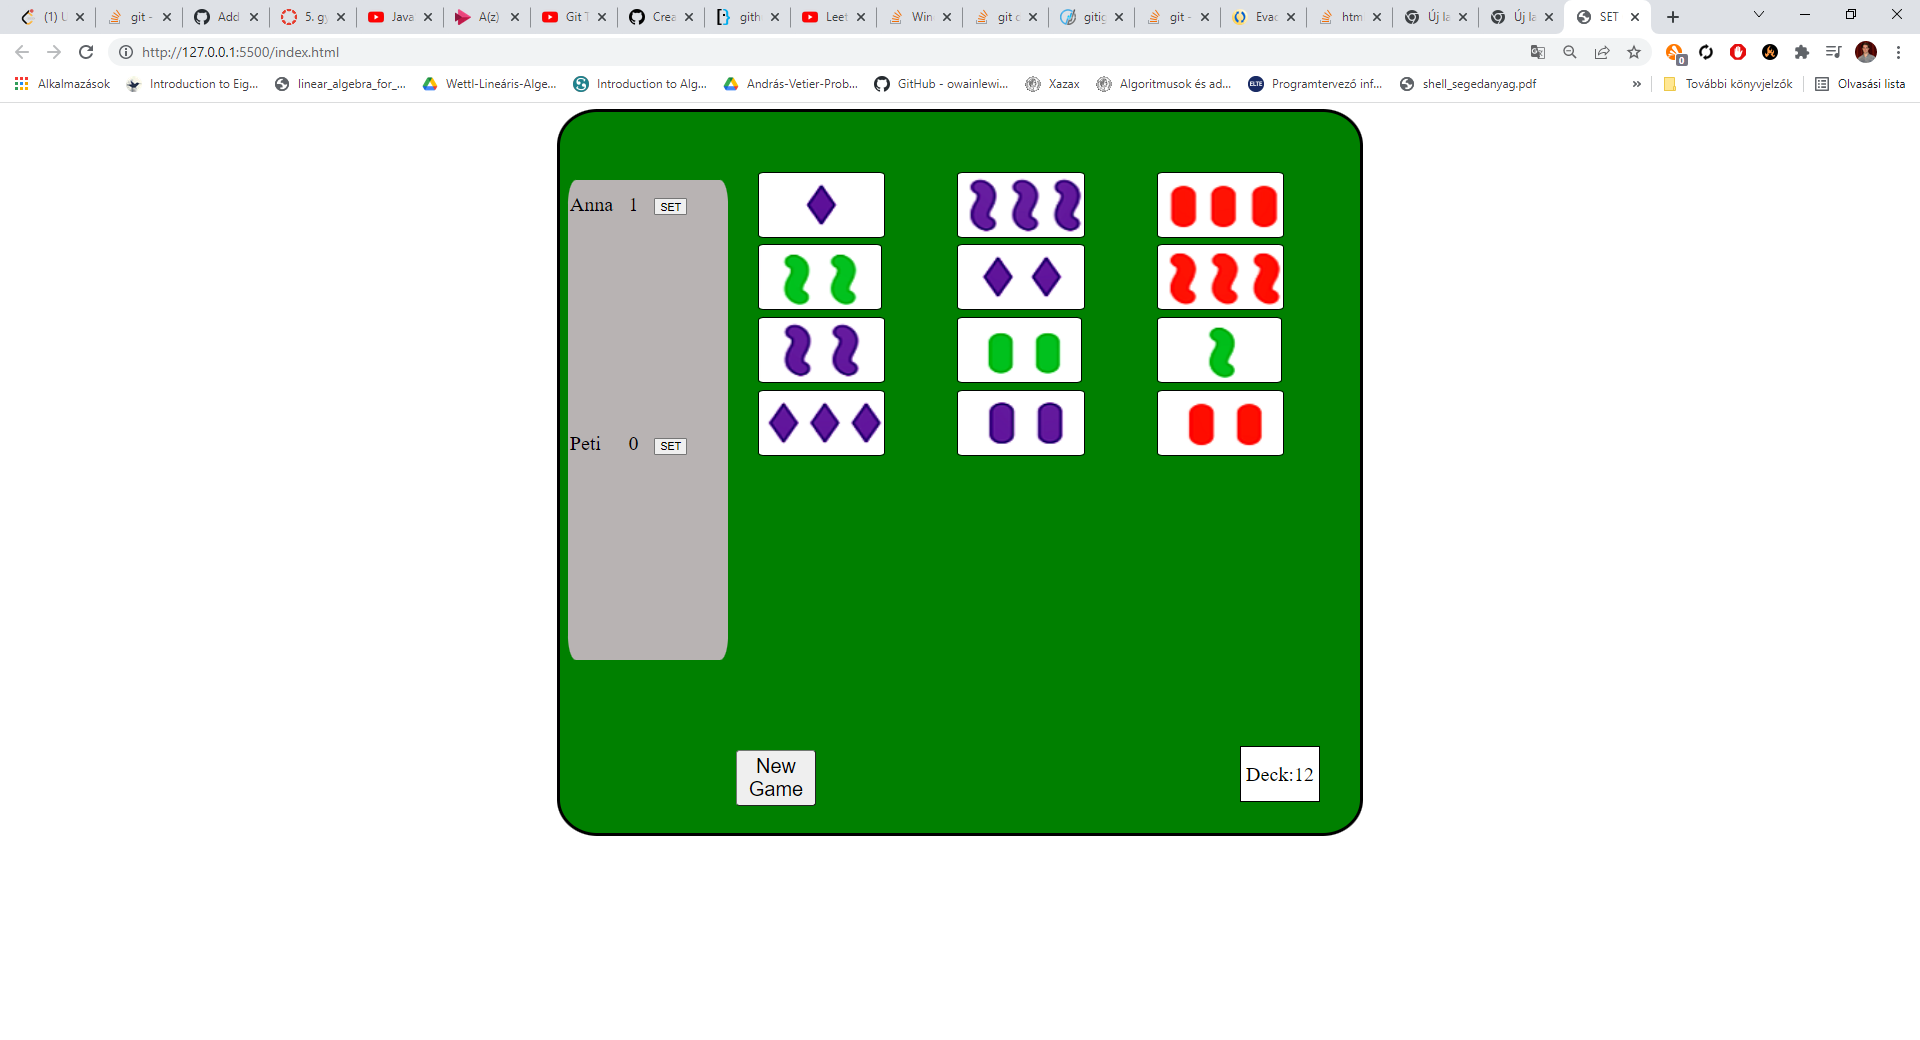 (1) U
git -
Add
5. gy
Java
A(z)
Git T
Crea
gith
Leet
Win
git c
gitig
git -
Evac
htm
Új la
Új la
SET
http://127.0.0.1:5500/index.html
0
Alkalmazások
Introduction to Eig...
linear_algebra_for_...
Wettl-Lineáris-Alge...
Introduction to Alg...
András-Vetier-Prob...
GitHub - owainlewi...
Xazax
Algoritmusok és ad...
ELTE
Programtervező inf...
shell_segedanyag.pdf
»
További könyvjelzők
Olvasási lista
Anna 1 SET
Peti 0 SET
New
Game
Deck:12